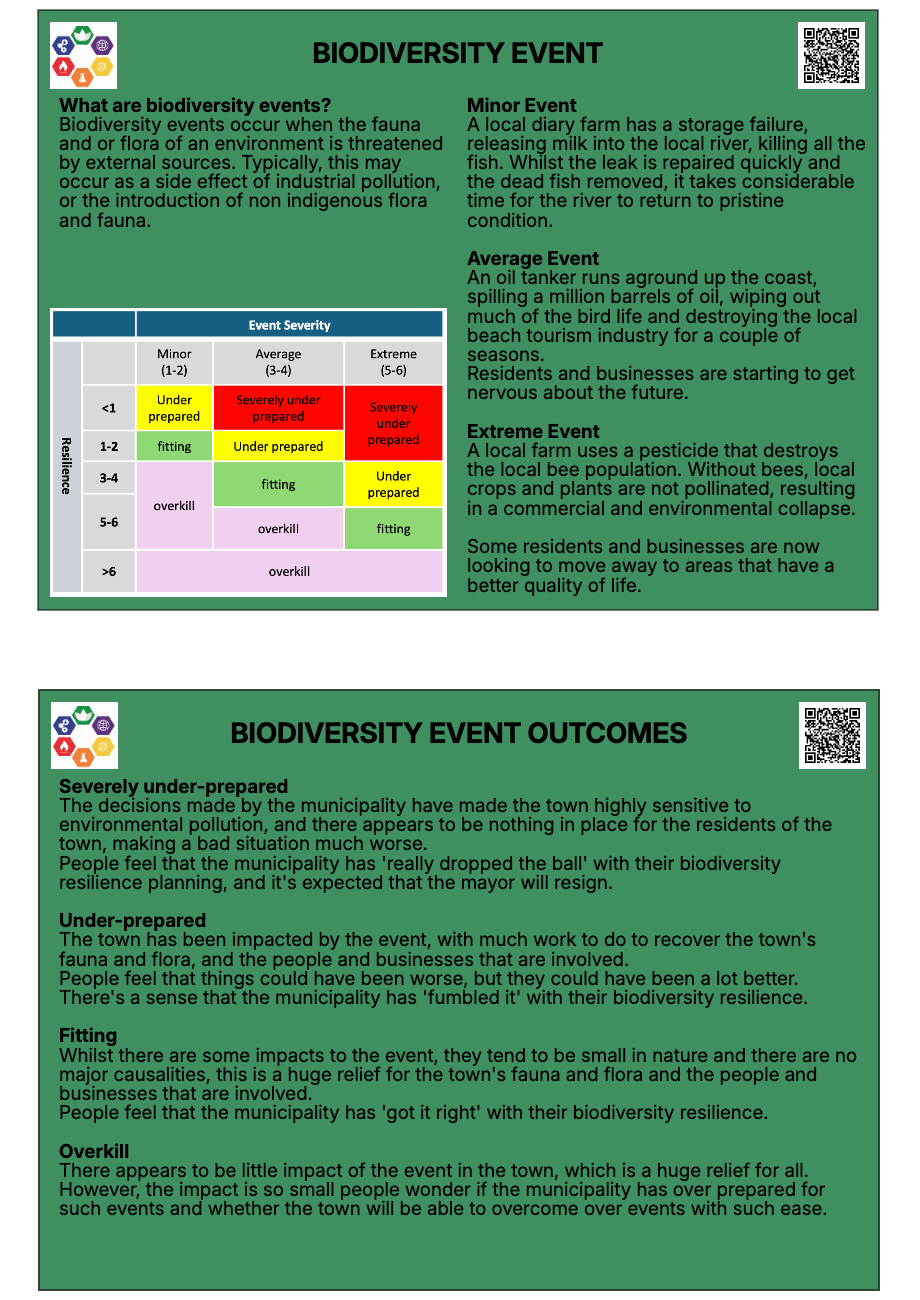 BIODIVERSITY EVENT
What are biodiversity events?
Biodiversity events occur when the fauna
and or flora of an environment is threatened
by external sources. Typically, this may
occur as a side effect of industrial pollution,
or the introduction of non indigenous flora
and fauna.
Event Severity
Resilience
Minor
(1-2)
Average
(3-4)
Extreme
(5-6)
<1
Under
prepared
Severely under
prepared
Severely
under
prepared
1-2
fitting
Under prepared
3-4
overkill
fitting
Under
prepared
5-6
overkill
fitting
>6
overkill
Minor Event
A local diary farm has a storage failure,
releasing milk into the local river, killing all the
fish. Whilst the leak is repaired quickly and
the dead fish removed, it takes considerable
time for the river to return to pristine
condition.
Average Event
An oil tanker runs aground up the coast,
spilling a million barrels of oil, wiping out
much of the bird life and destroying the local
beach tourism industry for a couple of
seasons.
Residents and businesses are starting to get
nervous about the future.
Extreme Event
A local farm uses a pesticide that destroys
the local bee population. Without bees, local
crops and plants are not pollinated, resulting
in a commercial and environmental collapse.
Some residents and businesses are now
looking to move away to areas that have a
better quality of life.
BIODIVERSITY EVENT OUTCOMES
Severely under-prepared
The decisions made by the municipality have made the town highly sensitive to
environmental pollution, and there appears to be nothing in place for the residents of the
town, making a bad situation much worse.
People feel that the municipality has 'really dropped the ball' with their biodiversity
resilience planning, and it's expected that the mayor will resign.
Under-prepared
The town has been impacted by the event, with much work to do to recover the town's
fauna and flora, and the people and businesses that are involved.
People feel that things could have been worse, but they could have been a lot better.
There's a sense that the municipality has 'fumbled it' with their biodiversity resilience.
Fitting
Whilst there are some impacts to the event, they tend to be small in nature and there are no
major causalities, this is a huge relief for the town's fauna and flora and the people and
businesses that are involved.
People feel that the municipality has 'got it right' with their biodiversity resilience.
Overkill
There appears to be little impact of the event in the town, which is a huge relief for all.
However, the impact is so small people wonder if the municipality has over prepared for
such events and whether the town will be able to overcome over events with such ease.